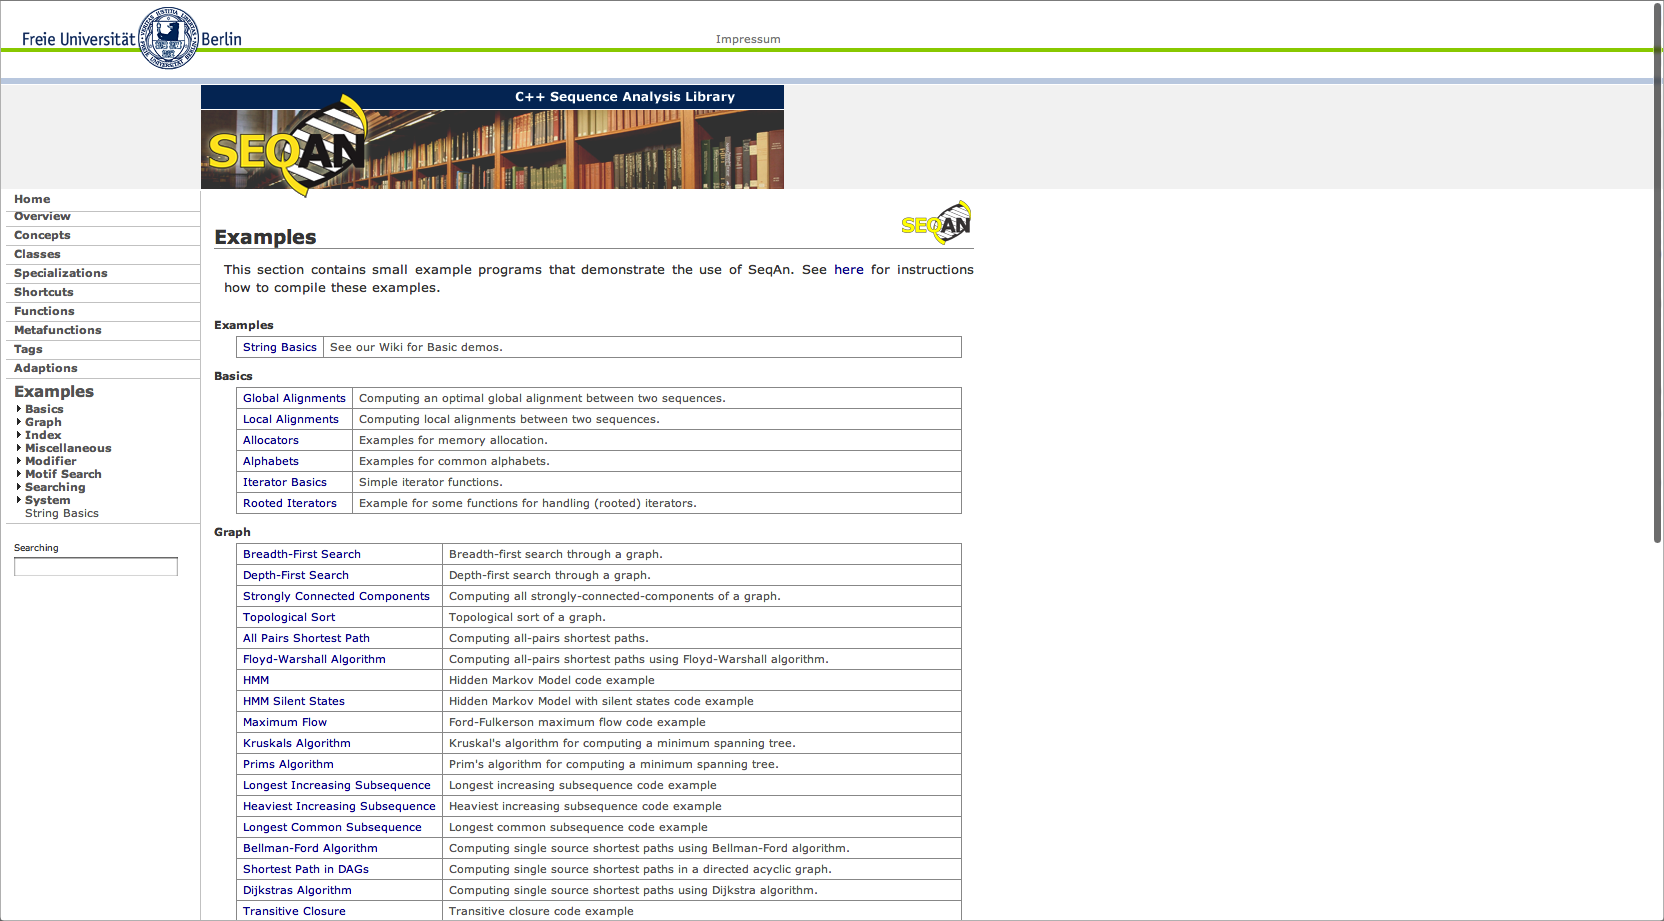 Freie Universität Berlin
Impressum
C++ Sequence Analysis Library
SEQAN
Home
Overview
Concepts
Classes
Specializations
Shortcuts
Functions
Metafunctions
Tags
Adaptions
Examples
Basics
Graph
Index
Miscellaneous
Modifier
Motif Search
Searching
System
String Basics
Searching
SEQAN
Examples
This section contains small example programs that demonstrate the use of SeqAn. See here for instructions
how to compile these examples.
Examples
String Basics See our Wiki for Basic demos.
Basics
Global Alignments Computing an optimal global alignment between two sequences.
Local Alignments Computing local alignments between two sequences.
Allocators Examples for memory allocation.
Alphabets Examples for common alphabets.
Iterator Basics Simple iterator functions.
Rooted Iterators Example for some functions for handling (rooted) iterators.
Graph
Breadth-First Search Breadth-first search through a graph.
Depth-First Search Depth-first search through a graph.
Strongly Connected Components Computing all strongly-connected-components of a graph.
Topological Sort Topological sort of a graph.
All Pairs Shortest Path Computing all-pairs shortest paths.
Floyd-Warshall Algorithm Computing all-pairs shortest paths using Floyd-Warshall algorithm.
HMM Hidden Markov Model code example
HMM Silent States Hidden Markov Model with silent states code example
Maximum Flow Ford-Fulkerson maximum flow code example
Kruskals Algorithm Kruskal's algorithm for computing a minimum spanning tree.
Prims Algorithm Prim's algorithm for computing a minimum spanning tree.
Longest Increasing Subsequence Longest increasing subsequence code example
Heaviest Increasing Subsequence Heaviest increasing subsequence code example
Longest Common Subsequence Longest common subsequence code example
Bellman-Ford Algorithm Computing single source shortest paths using Bellman-Ford algorithm.
Shortest Path in DAGs Computing single source shortest paths in a directed acyclic graph.
Dijkstras Algorithm Computing single source shortest paths using Dijkstra algorithm.
Transitive Closure Transitive closure code example